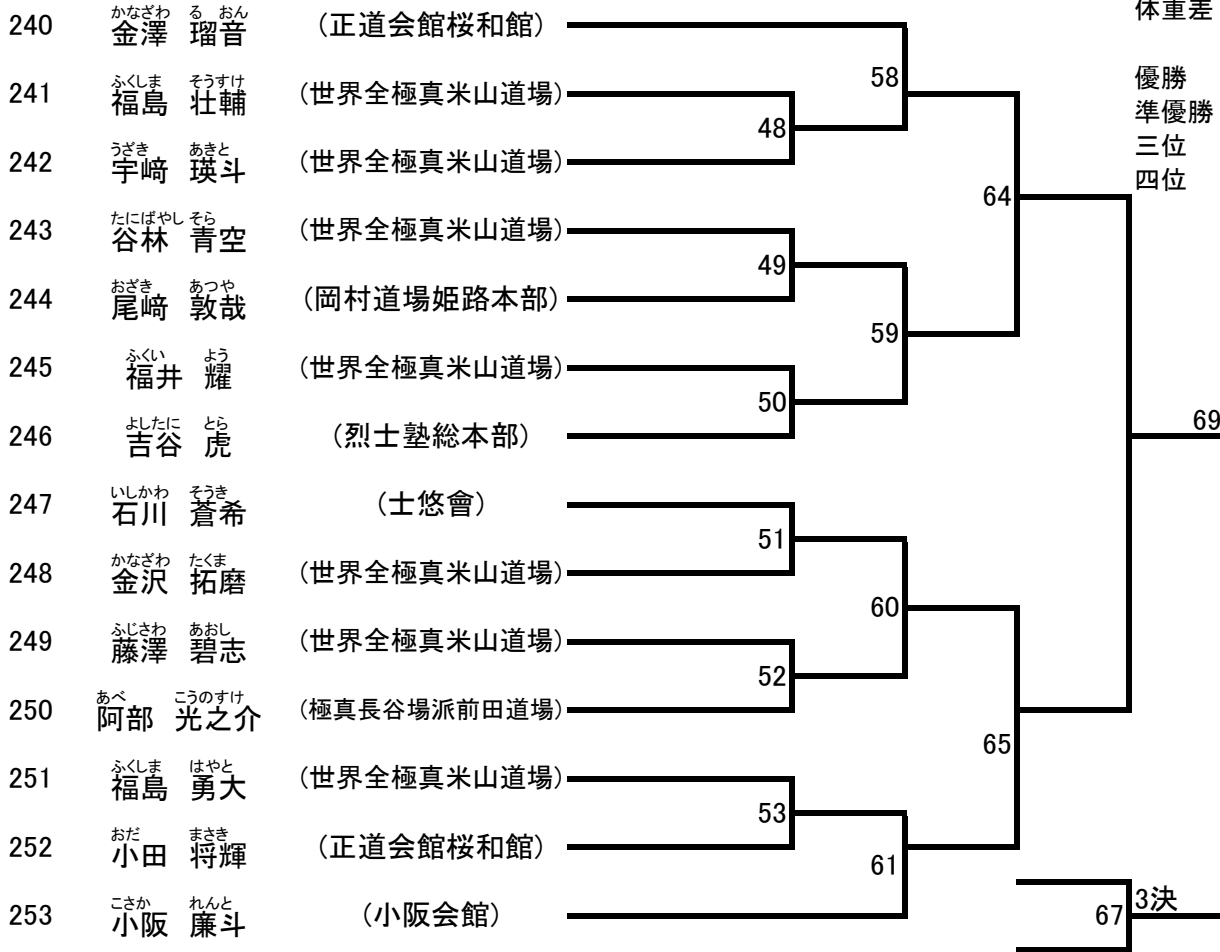 体重差
かなざわ る おん
240 金澤 瑠音 (正道会館桜和館)
58
優勝
ふくしま そうすけ
241 福島 壮輔 (世界全極真米山道場)
準優勝
48
三位
うざき あきと
242 宇﨑 瑛斗 (世界全極真米山道場)
四位
64
たにばやし そら
243 谷林 青空 (世界全極真米山道場)
49
おざき あつや
244 尾﨑 敦哉 (岡村道場姫路本部)
59
ふくい よう
245 福井 耀 (世界全極真米山道場)
50
69
よしたに とら
246 吉谷 虎 (烈士塾総本部)
いしかわ そうき
247 石川 蒼希 (士悠會)
51
かなざわ たくま
248 金沢 拓磨 (世界全極真米山道場)
60
ふじさわ あおし
249 藤澤 碧志 (世界全極真米山道場)
52
あべ こうのすけ
250 阿部 光之介 (極真長谷場派前田道場)
65
ふくしま はやと
251 福島 勇大 (世界全極真米山道場)
53
おだ まさき
252 小田 将輝 (正道会館桜和館)
61
こさか れんと
253 小阪 廉斗 (小阪会館)
67 3決